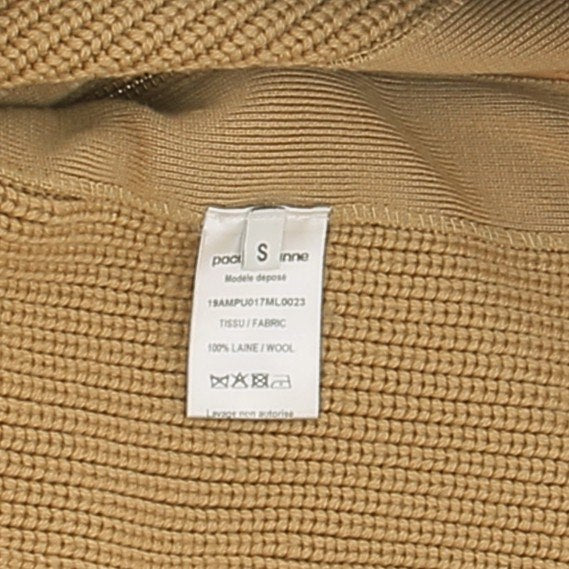 S
Modèle déposé
19AMPU017ML0023
TISSU / FABRIC
100% LAINE / WOOL
Lavage non autorisé